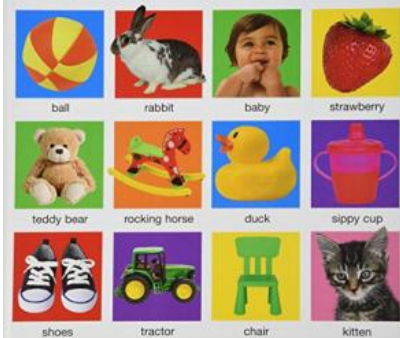 ball rabbit baby strawberry
teddy bear rocking horse duck sippy cup
shoes tractor chair kitten